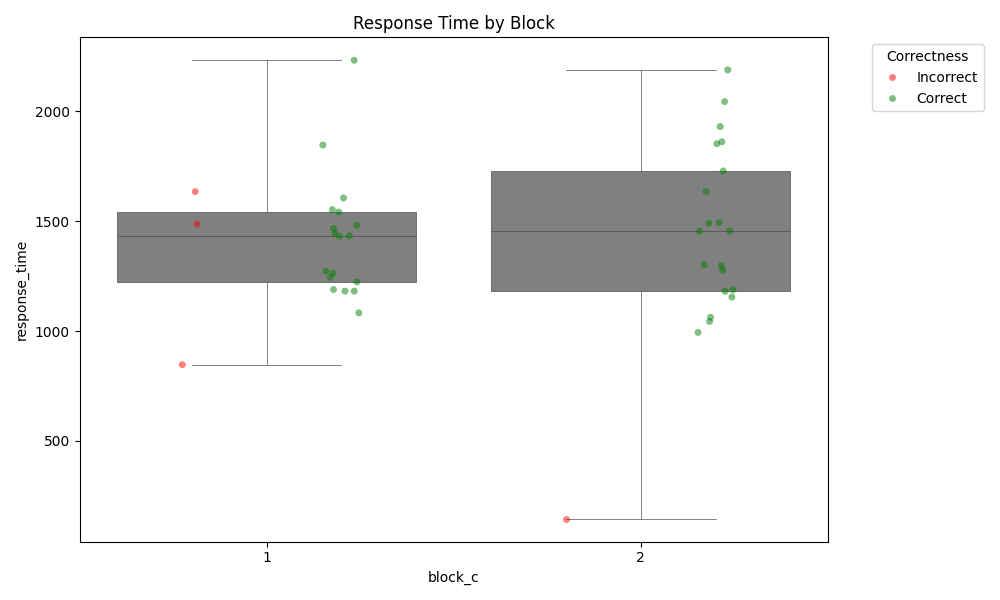 Response Time by Block
Correctness
Incorrect
Correct
2000
1500
1000
500
response_time
1
2
block_c